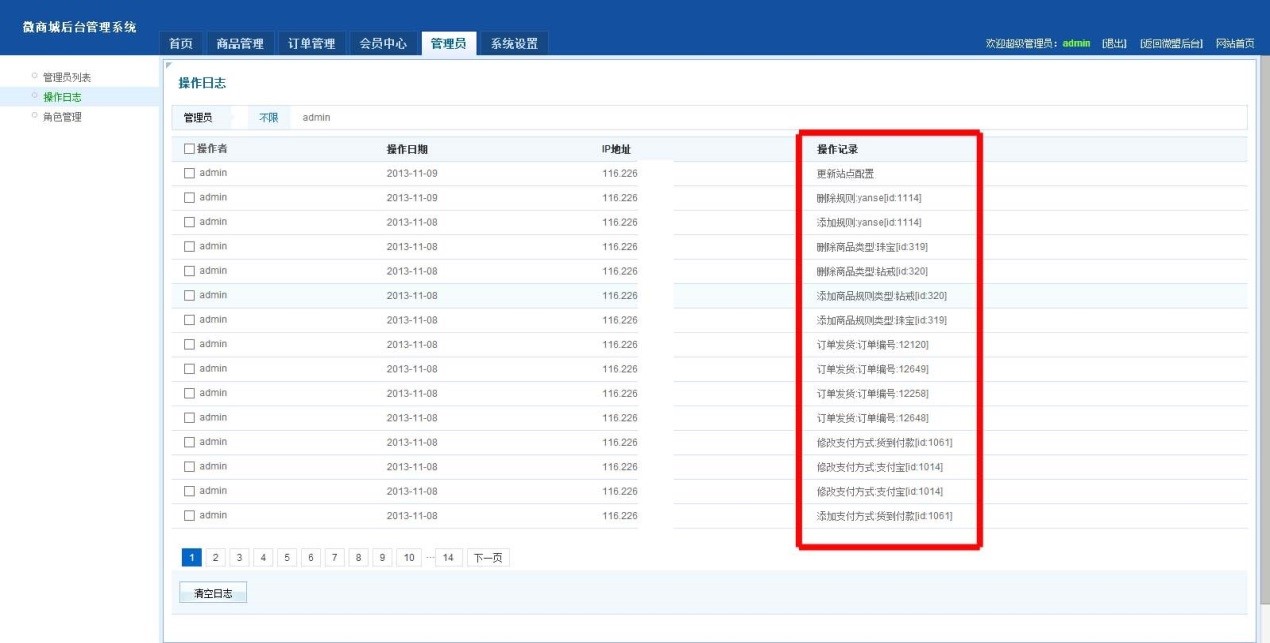 微商城后台管理系统
首页 商品管理 订单管理 会员中心 管理员 系统设置
欢迎超级管理员：admin [退出] [返回微盟后台] 网站首页
管理员列表
操作日志
角色管理
操作日志
管理员 不限 admin
操作者 操作日期 IP地址 操作记录
admin 2013-11-09 116.226 更新站点配置
admin 2013-11-09 116.226 删除规则:yanse[id:1114]
admin 2013-11-08 116.226 添加规则:yanse[id:1114]
admin 2013-11-08 116.226 删除商品类型:珠宝[id:319]
admin 2013-11-08 116.226 删除商品类型:钻戒[id:320]
admin 2013-11-08 116.226 添加商品规则类型:钻戒[id:320]
admin 2013-11-08 116.226 添加商品规则类型:珠宝[id:319]
admin 2013-11-08 116.226 订单发货:订单编号:12120]
admin 2013-11-08 116.226 订单发货:订单编号:12649]
admin 2013-11-08 116.226 订单发货:订单编号:12258]
admin 2013-11-08 116.226 订单发货:订单编号:12648]
admin 2013-11-08 116.226 修改支付方式:货到付款[id:1061]
admin 2013-11-08 116.226 修改支付方式:支付宝[id:1014]
admin 2013-11-08 116.226 修改支付方式:支付宝[id:1014]
admin 2013-11-08 116.226 添加支付方式:货到付款[id:1061]
1 2 3 4 5 6 7 8 9 10 ··· 14 下一页
清空日志